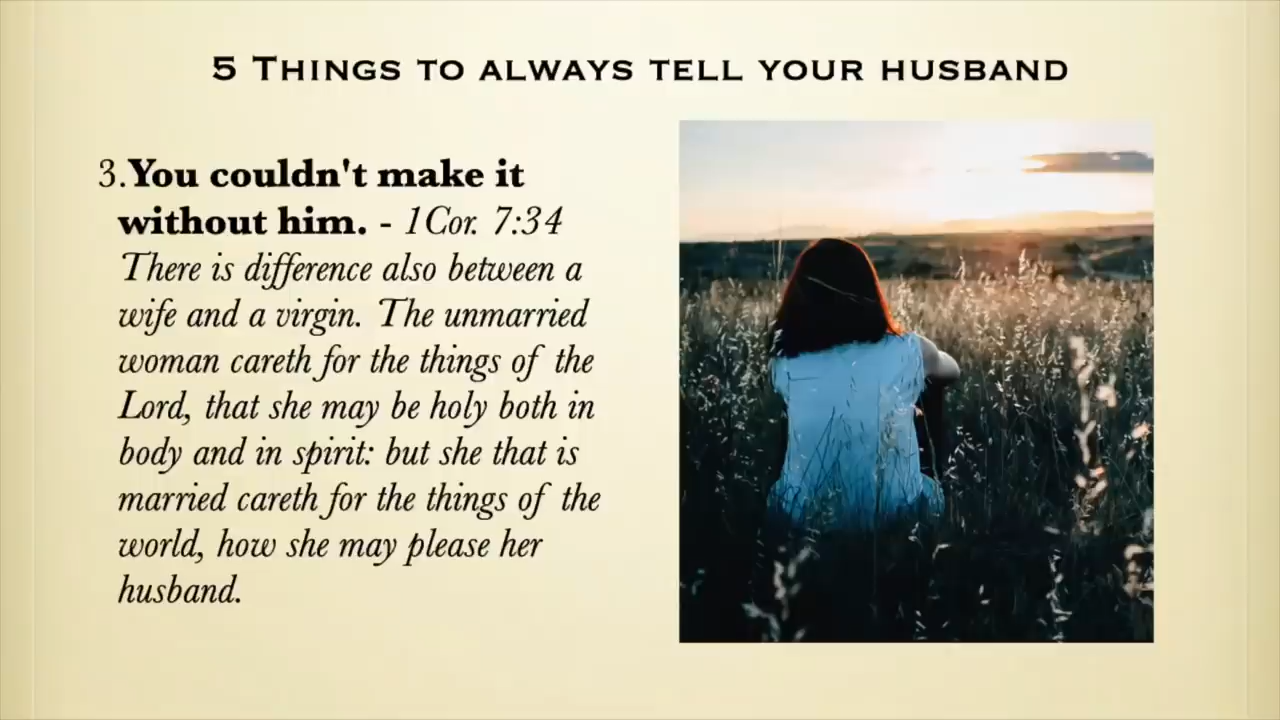 5 Things to always tell your husband
3.You couldn't make it
without him. - 1Cor. 7:34
There is difference also between a
wife and a virgin. The unmarried
woman careth for the things of the
Lord, that she may be holy both in
body and in spirit: but she that is
married careth for the things of the
world, how she may please her
husband.